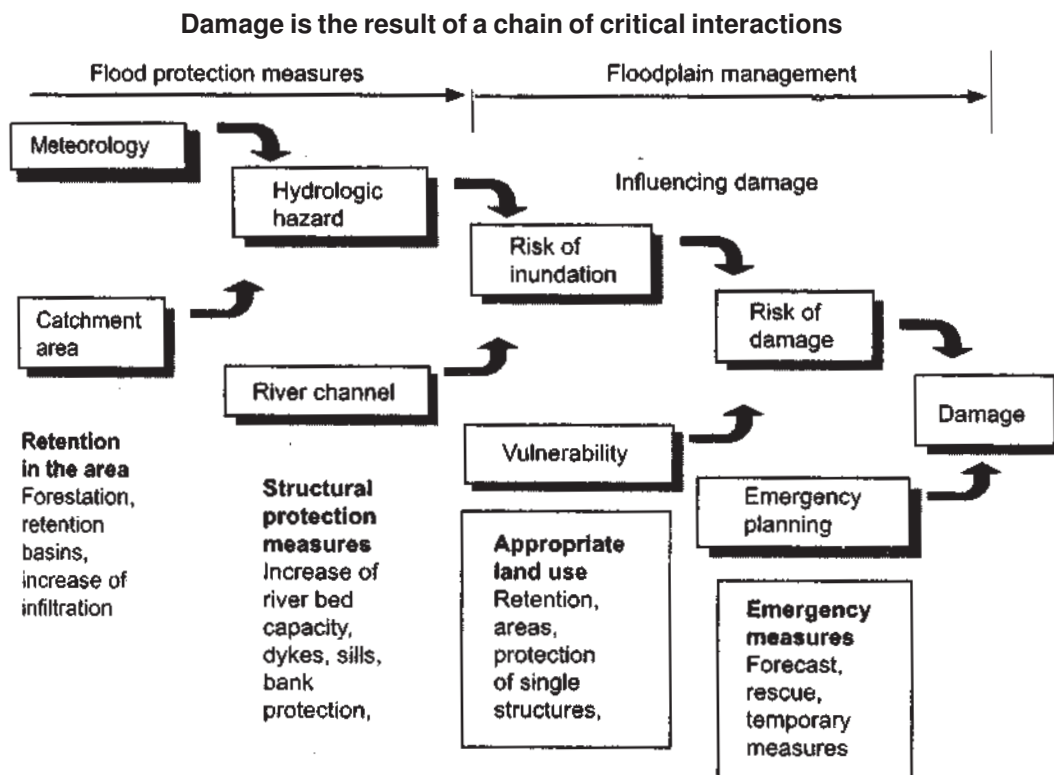 Damage is the result of a chain of critical interactions
Flood protection measures
Floodplain management
Meteorology
Hydrologic
hazard
Influencing damage
Risk of
inundation
Catchment
area
Risk of
damage
River channel
Damage
Vulnerability
Emergency
planning
Retention
in the area
Forestation,
retention
basins,
increase of
infiltration
Structural
protection
measures
Increase of
river bed
capacity,
dykes, sills,
bank
protection,
Appropriate
land use
Retention,
areas,
protection
of single
structures,
Emergency
measures
Forecast,
rescue,
temporary
measures